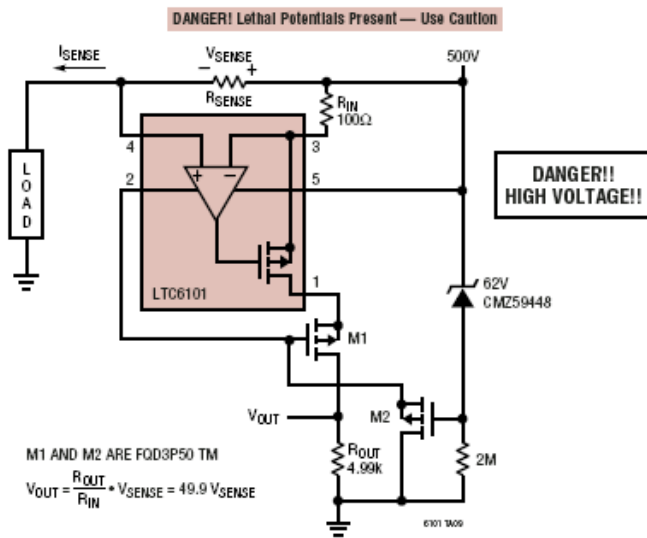 DANGER! Lethal Potentials Present — Use Caution
ISENSE
VSENSE
− +
RSENSE
500V
RIN
100Ω
4
3
2
5
+ −
LOAD
DANGER!!
HIGH VOLTAGE!!
LTC6101
1
62V
CMZ59448
M1
VOUT
M2
ROUT
4.99k
2M
M1 AND M2 ARE FQD3P50 TM
VOUT = ROUT/RIN • VSENSE = 49.9 VSENSE
6101 TA09